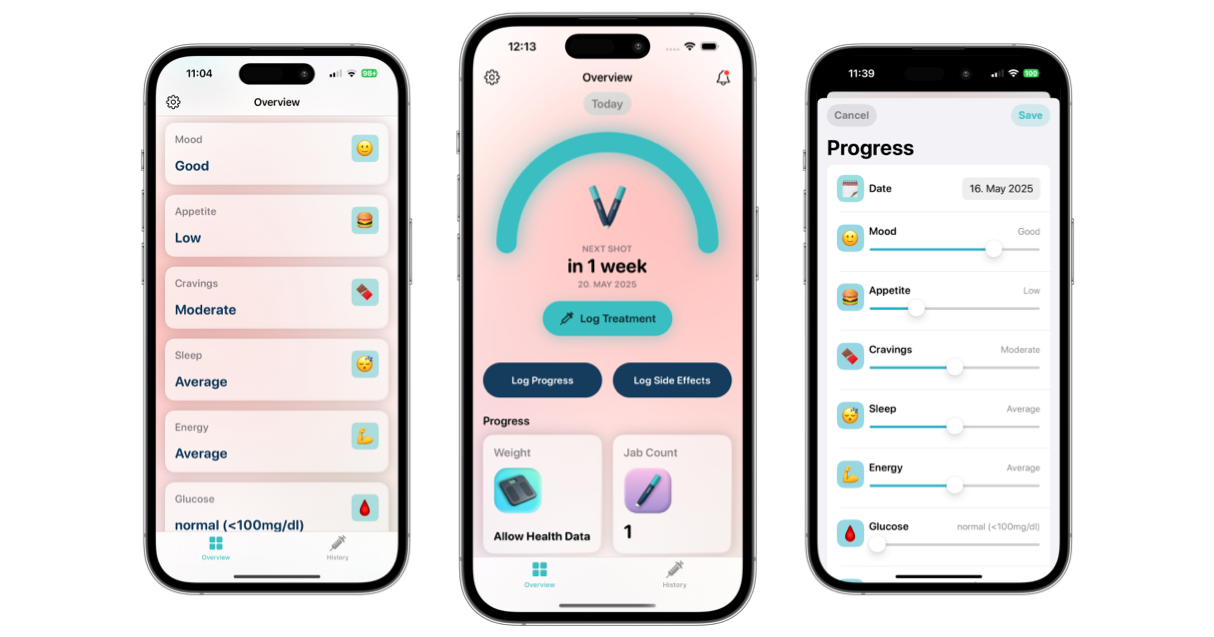 11:04
98+
Overview
Mood
Good
Appetite
Low
Cravings
Moderate
Sleep
Average
Energy
Average
Glucose
normal (<100mg/dl)
Overview
History
12:13
Overview
Today
NEXT SHOT
in 1 week
20. MAY 2025
Log Treatment
Log Progress
Log Side Effects
Progress
Weight
Allow Health Data
Jab Count
1
Overview
History
11:39
100
Cancel
Save
Progress
Date
16. May 2025
Mood
Good
Appetite
Low
Cravings
Moderate
Sleep
Average
Energy
Average
Glucose
normal (<100mg/dl)